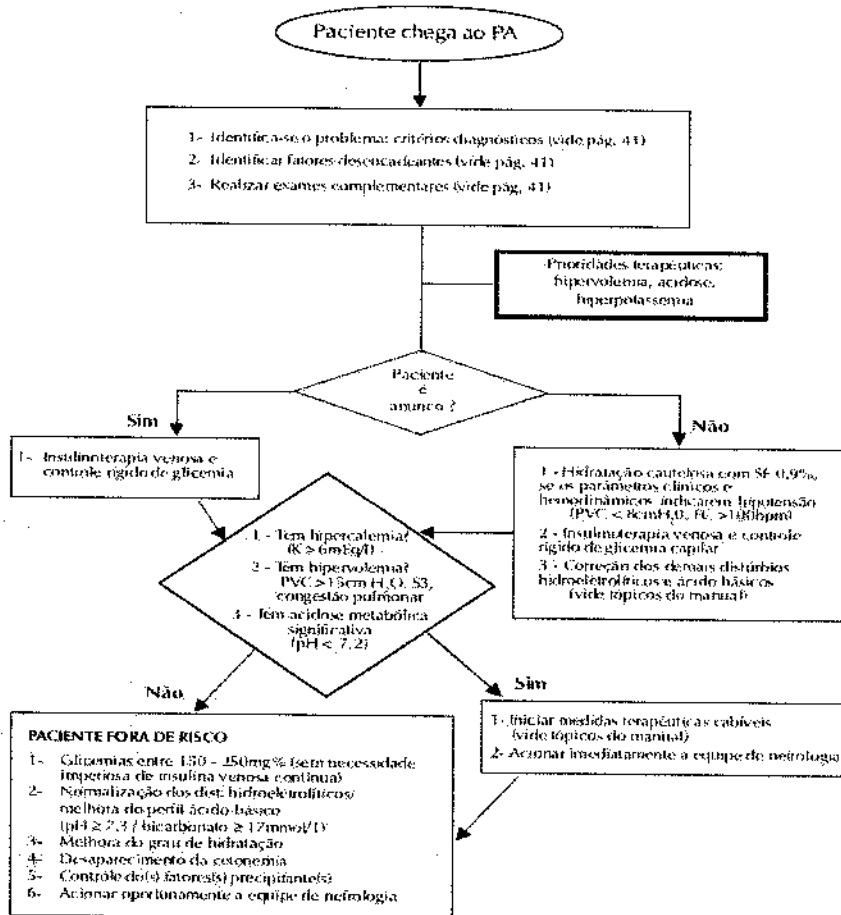 Paciente chega ao PA
1- Identifica-se o problema: critérios diagnósticos (vide pág. 41)
2- Identificar fatores desencadeantes (vide pág. 41)
3- Realizar exames complementares (vide pág. 41)
Prioridades terapêuticas:
hipervolemia, acidose,
hiperpotassemia
Paciente
é
anúrico ?
Sim
Não
1- Insulinoterapia venosa e
controle rígido de glicemia
1 - Hidratação cautelosa com SF 0,9%,
se os parâmetros clínicos e
hemodinâmicos indicarem hipotensão
(PVC < 8cmH₂0, FC >100bpm)
2 - Insulinoterapia venosa e controle
rígido de glicemia capilar
3 - Correção dos demais distúrbios
hidroeletrolíticos e ácido básicos
(vide tópicos do manual)
1 - Tem hipercalemia?
(K > 6mEq/l)
2 - Tem hipervolemia?
PVC >15cm H₂O, S3,
congestão pulmonar
3 - Tem acidose metabólica
significativa
(pH < 7,2)
Não
Sim
PACIENTE FORA DE RISCO
1- Glicemias entre 150 - 250mg% (sem necessidade
imperiosa de insulina venosa contínua)
2- Normalização dos dist. hidroeletrolíticos/
melhora do perfil ácido-básico
(pH ≥ 7,3 / bicarbonato ≥ 17mmol/l)
3- Melhora do grau de hidratação
4- Desaparecimento da cetonemia
5- Controle do(s) fatores(s) precipitante(s)
6- Acionar oportunamente a equipe de nefrologia
1- Iniciar medidas terapêuticas cabíveis
(vide tópicos do manual)
2- Acionar imediatamente a equipe de nefrologia